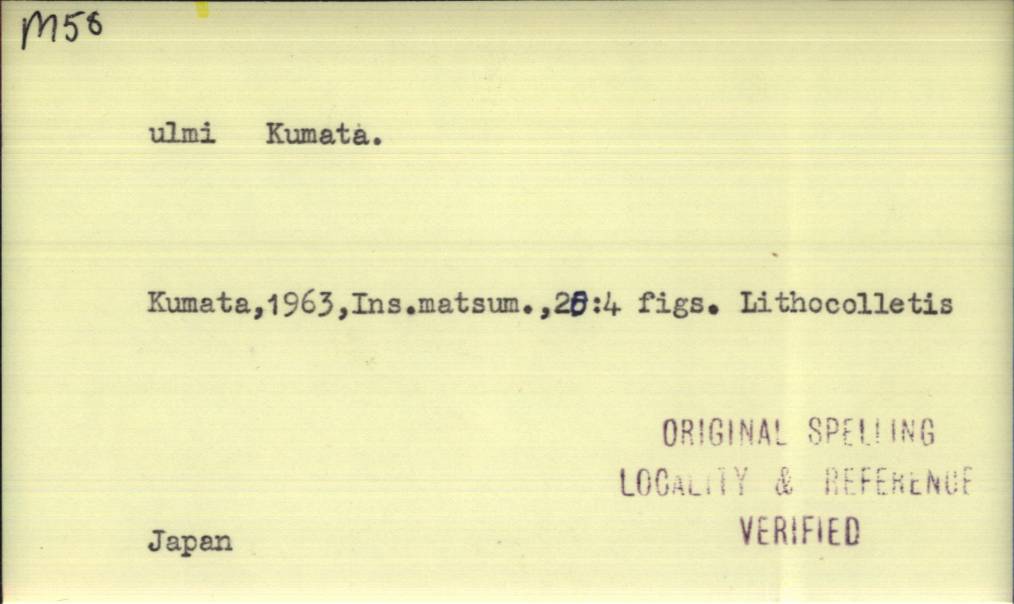 M58
ulmi Kumata.
Kumata,1963,Ins.matsum.,26:4 figs. Lithocolletis
ORIGINAL SPELLING
LOCALITY & REFERENCE
VERIFIED
Japan